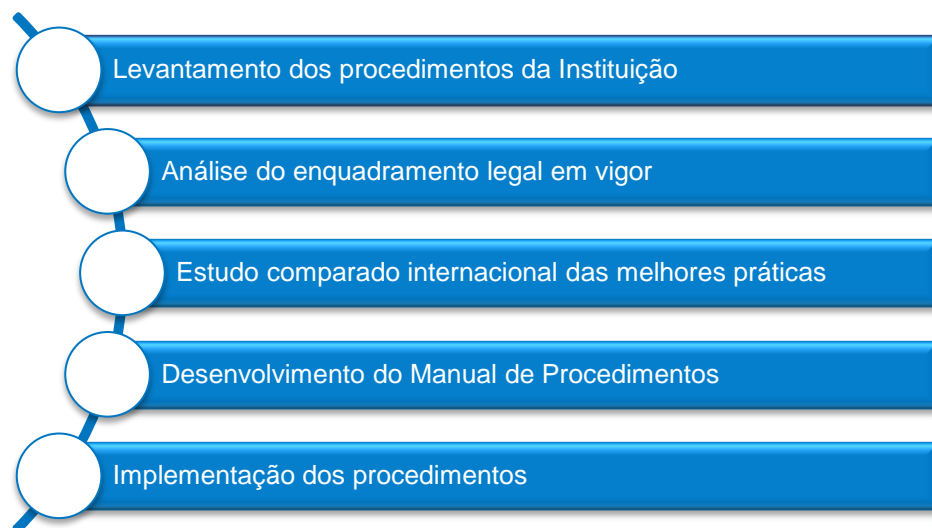 Levantamento dos procedimentos da Instituição
Análise do enquadramento legal em vigor
Estudo comparado internacional das melhores práticas
Desenvolvimento do Manual de Procedimentos
Implementação dos procedimentos